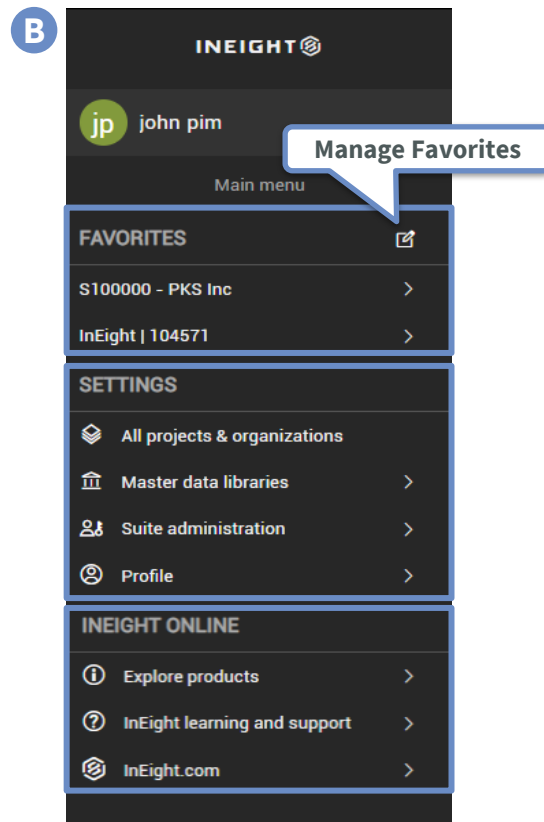 B
INEIGHT
jp john pim
Manage Favorites
Main menu
FAVORITES
S100000 - PKS Inc
InEight | 104571
SETTINGS
All projects & organizations
Master data libraries
Suite administration
Profile
INEIGHT ONLINE
Explore products
InEight learning and support
InEight.com